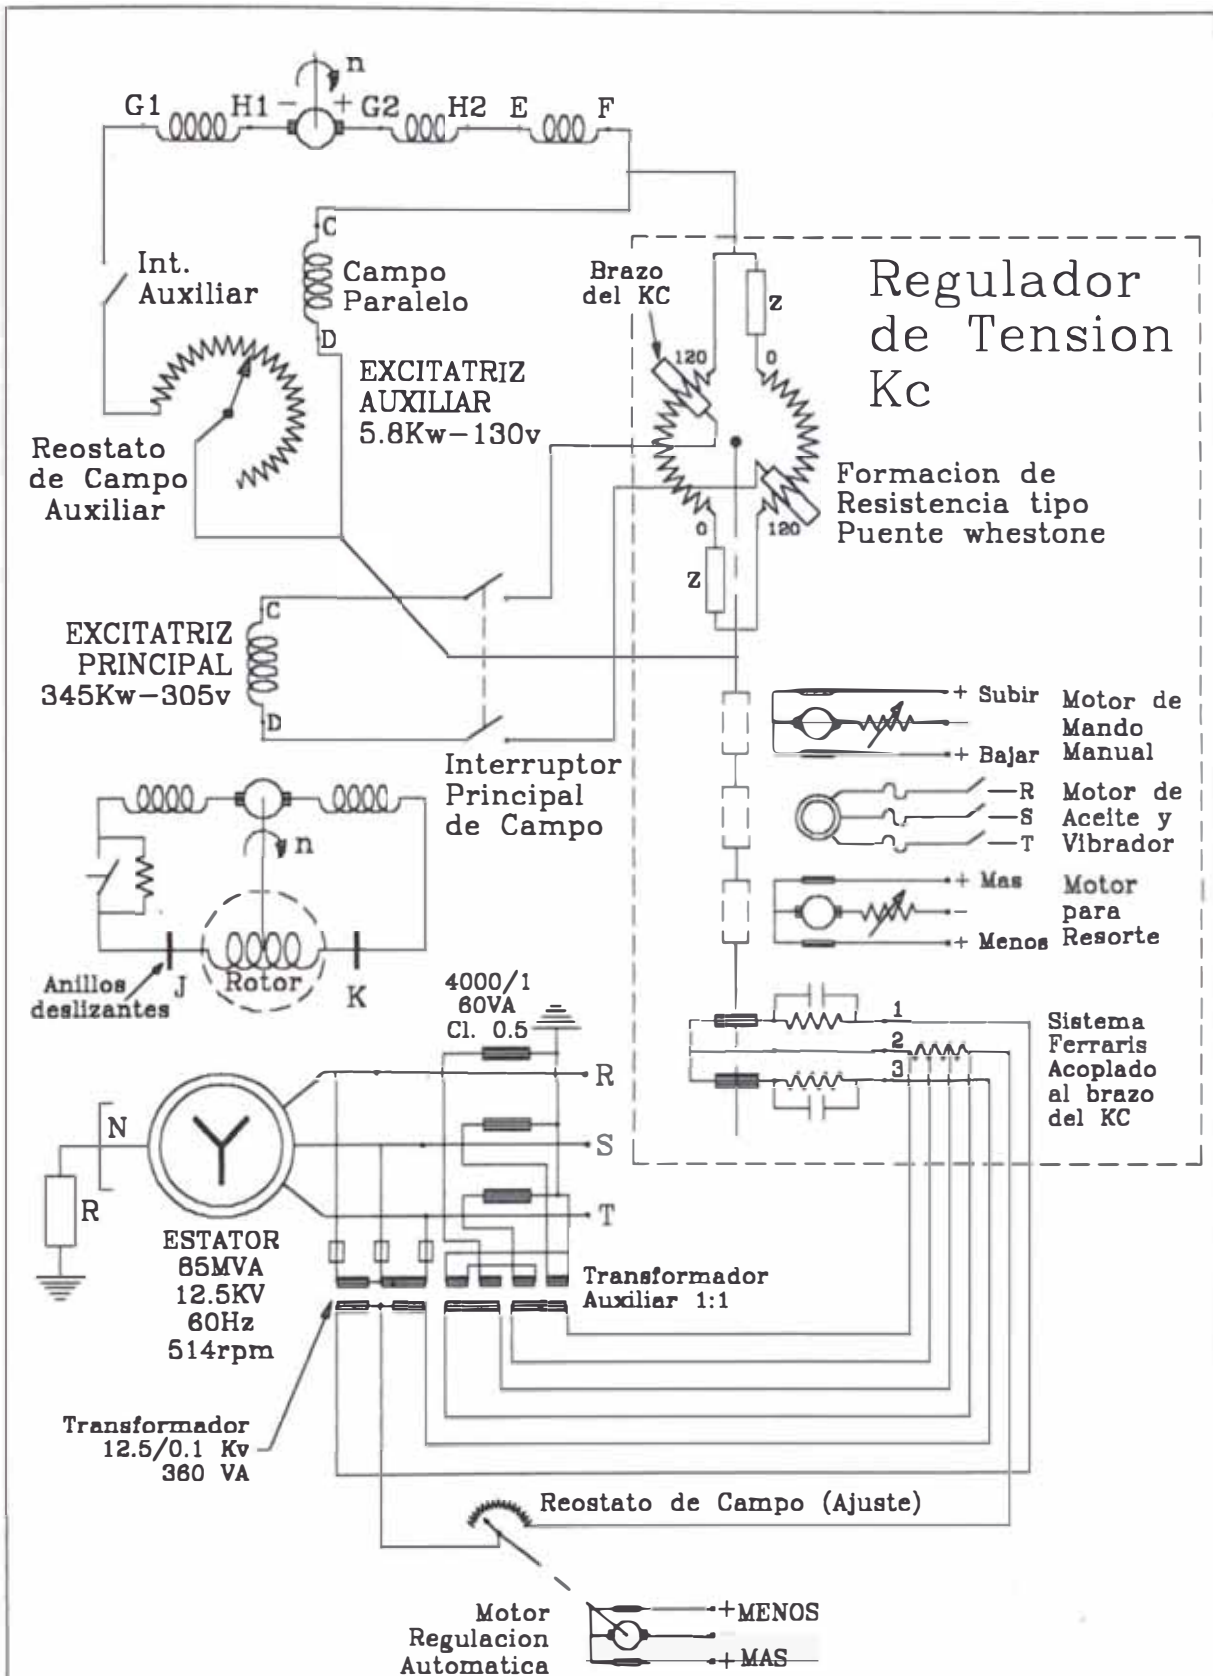 n
G1 H1 - + G2 H2 E F
C
Int.
Auxiliar
Campo
Paralelo
D
Brazo
del KC
Z
Regulador
de Tension
Kc
120
0
EXCITATRIZ
AUXILIAR
5.8Kw-130v
Reostato
de Campo
Auxiliar
Formacion de
Resistencia tipo
Puente whestone
0
120
Z
C
EXCITATRIZ
PRINCIPAL
345Kw-305v
D
Interruptor
Principal
de Campo
+ Subir
-
+ Bajar
Motor de
Mando
Manual
R
S
T
Motor de
Aceite y
Vibrador
+ Mas
-
+ Menos
Motor
para
Resorte
n
Rotor
Anillos
deslizantes
J
K
4000/1
60VA
Cl. 0.5
1
2
3
Sistema
Ferraris
Acoplado
al brazo
del KC
R
S
T
N
R
ESTATOR
85MVA
12.5KV
60Hz
514rpm
Transformador
Auxiliar 1:1
Transformador
12.5/0.1 Kv
360 VA
Reostato de Campo (Ajuste)
Motor
Regulacion
Automatica
+MENOS
-
+MAS